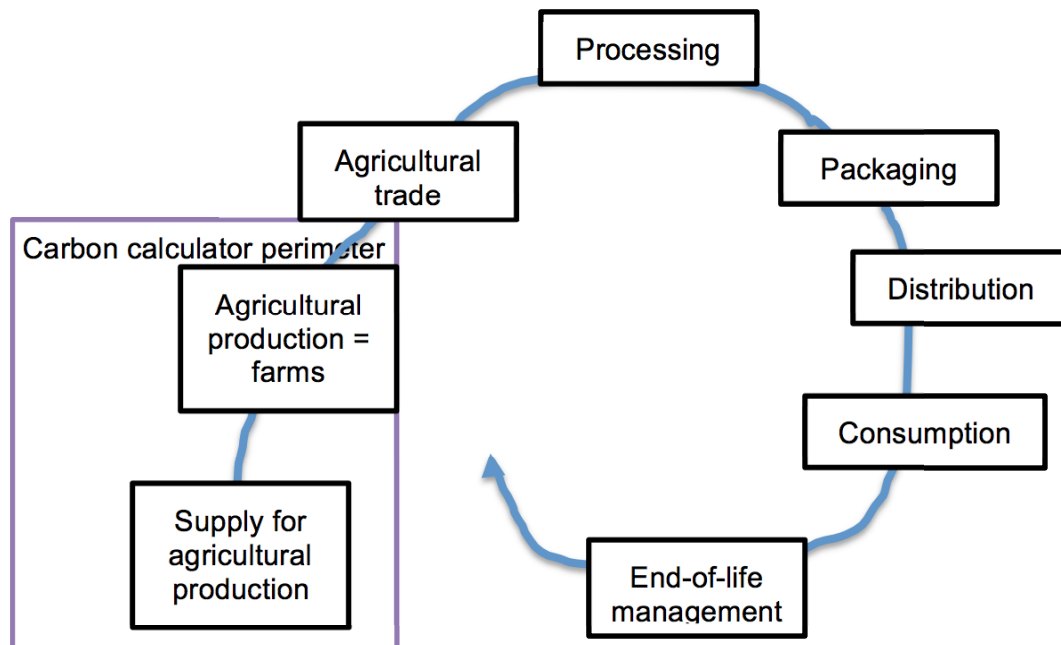 Processing
Agricultural
trade
Packaging
Carbon calculator perimeter
Agricultural
production =
farms
Distribution
Consumption
Supply for
agricultural
production
End-of-life
management